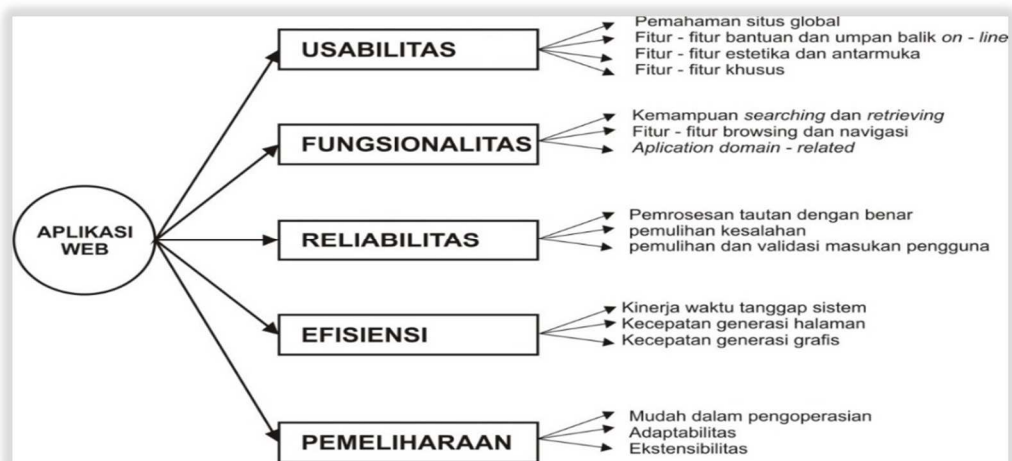 APLIKASI
WEB
USABILITAS
Pemahaman situs global
Fitur - fitur bantuan dan umpan balik on - line
Fitur - fitur estetika dan antarmuka
Fitur - fitur khusus
FUNGSIONALITAS
Kemampuan searching dan retrieving
Fitur - fitur browsing dan navigasi
Aplication domain - related
RELIABILITAS
Pemrosesan tautan dengan benar
pemulihan kesalahan
pemulihan dan validasi masukan pengguna
EFISIENSI
Kinerja waktu tanggap sistem
Kecepatan generasi halaman
Kecepatan generasi grafis
PEMELIHARAAN
Mudah dalam pengoperasian
Adaptabilitas
Ekstensibilitas